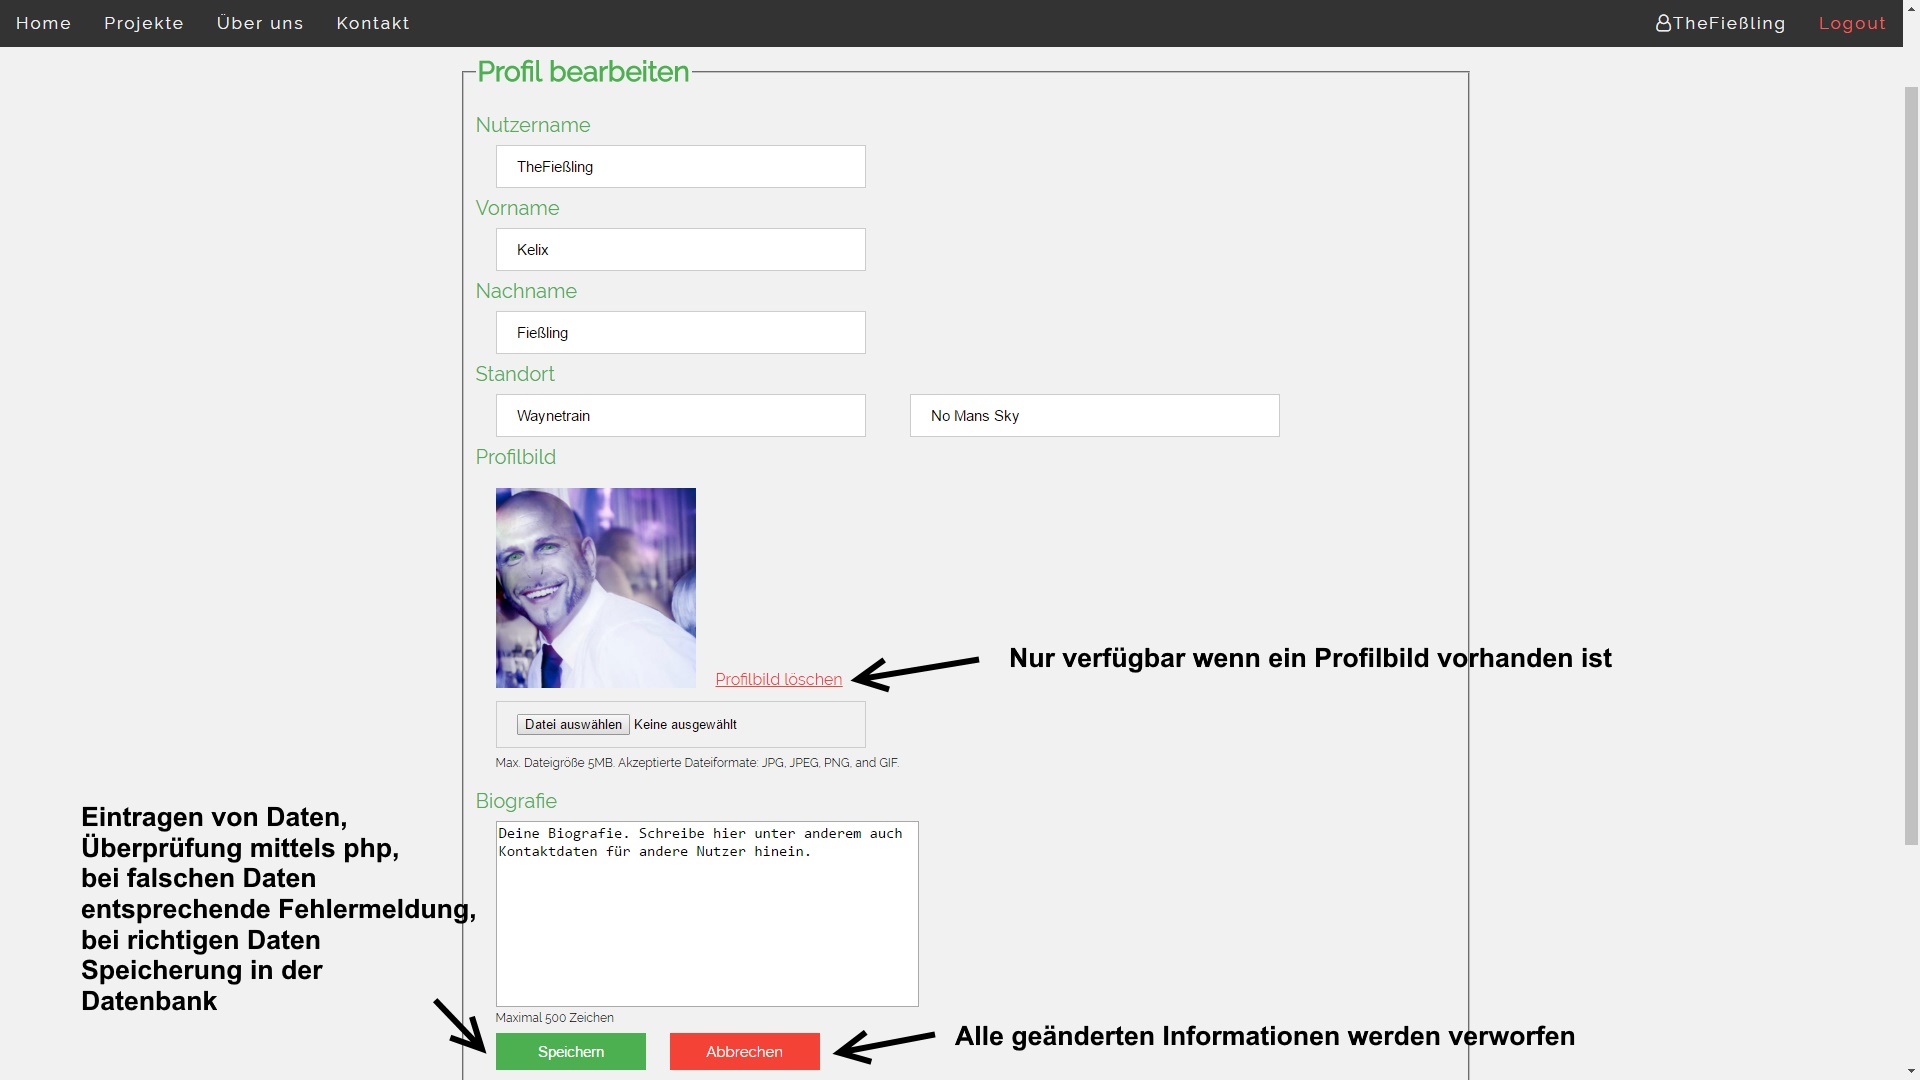 Home Projekte Über uns Kontakt TheFießling Logout
Profil bearbeiten
Nutzername
TheFießling
Vorname
Kelix
Nachname
Fießling
Standort
Waynetrain No Mans Sky
Profilbild
Nur verfügbar wenn ein Profilbild vorhanden ist
Profilbild löschen
Datei auswählen Keine ausgewählt
Max. Dateigröße 5MB. Akzeptierte Dateiformate: JPG, JPEG, PNG, and GIF.
Biografie
Deine Biografie. Schreibe hier unter anderem auch
Kontaktdaten für andere Nutzer hinein.
Maximal 500 Zeichen
Eintragen von Daten,
Überprüfung mittels php,
bei falschen Daten
entsprechende Fehlermeldung,
bei richtigen Daten
Speicherung in der
Datenbank
Speichern Abbrechen
Alle geänderten Informationen werden verworfen